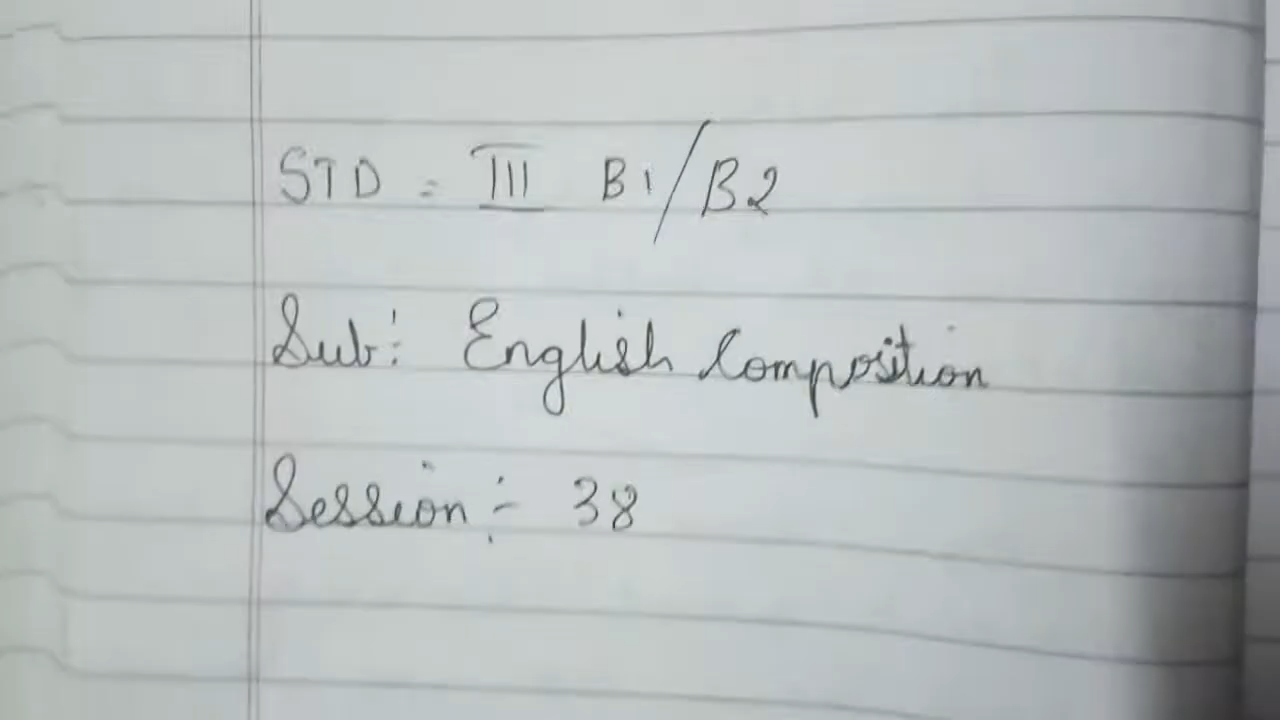 STD = III B1/B2
Sub: English Composition
Session :- 38